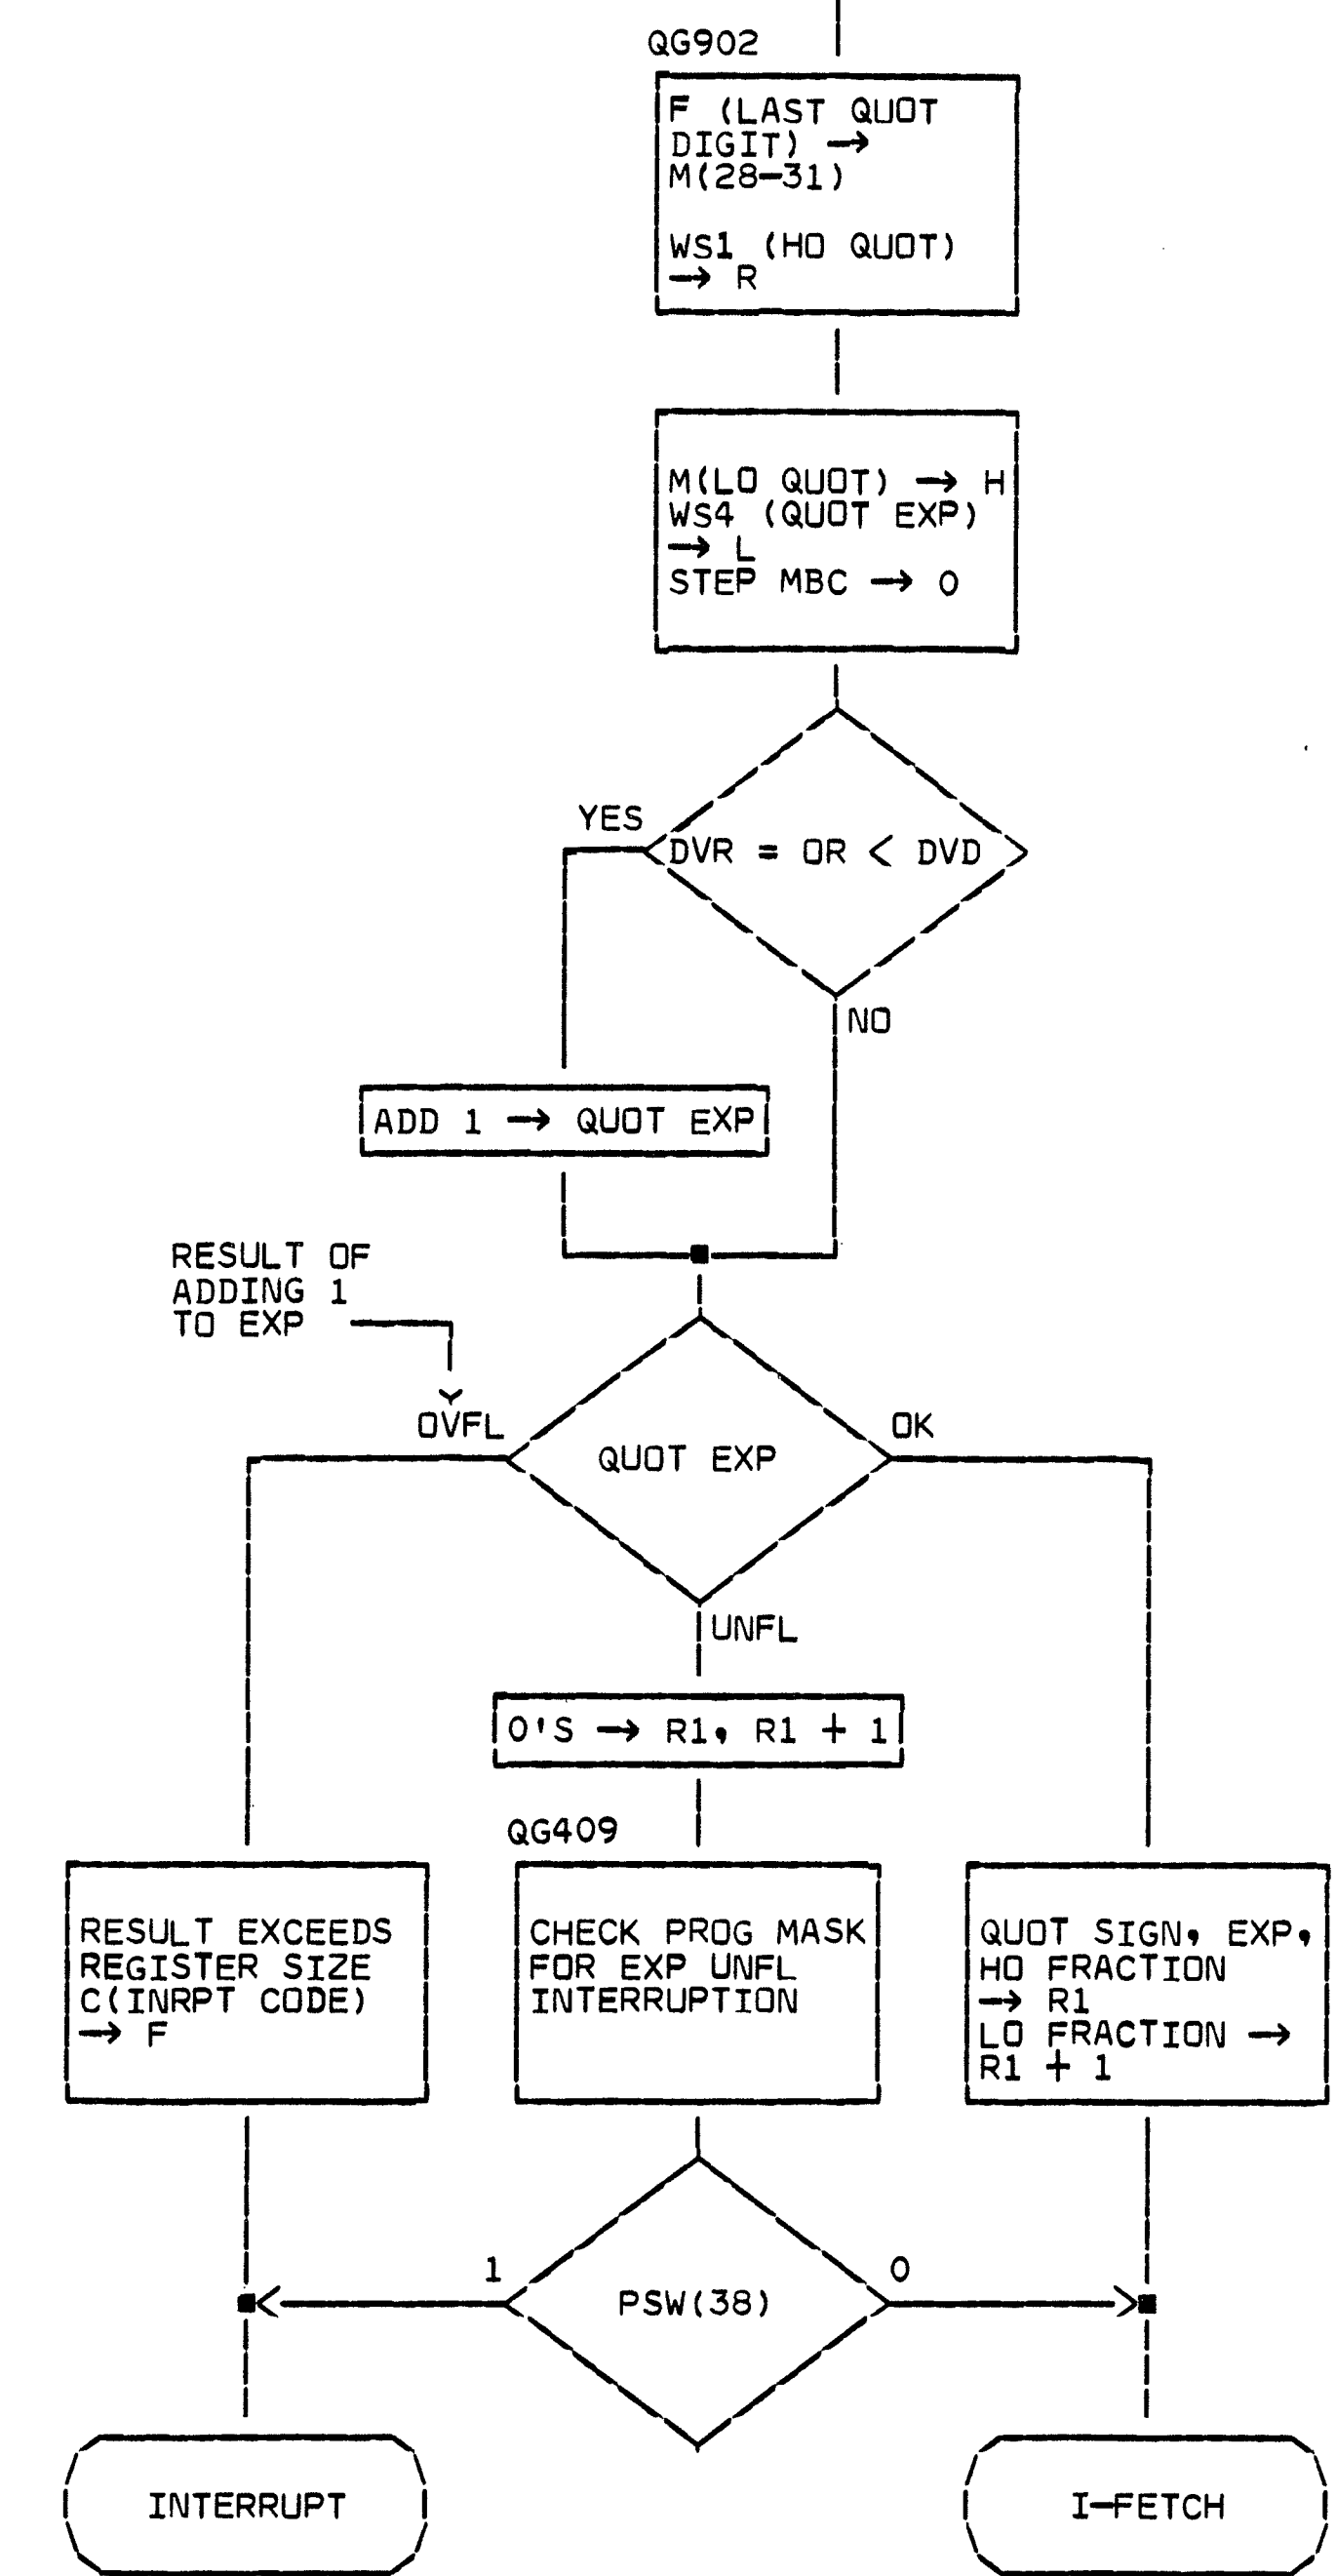 QG902
F (LAST QUOT
DIGIT) →
M(28-31)
WS1 (HO QUOT)
→ R
M(LO QUOT) → H
WS4 (QUOT EXP)
→ L
STEP MBC → 0
YES
DVR = OR < DVD
NO
ADD 1 → QUOT EXP
RESULT OF
ADDING 1
TO EXP
OVFL
QUOT EXP
OK
UNFL
0'S → R1, R1 + 1
QG409
RESULT EXCEEDS
REGISTER SIZE
C(INRPT CODE)
→ F
CHECK PROG MASK
FOR EXP UNFL
INTERRUPTION
QUOT SIGN, EXP,
HO FRACTION
→ R1
LO FRACTION →
R1 + 1
1
PSW(38)
0
INTERRUPT
I-FETCH